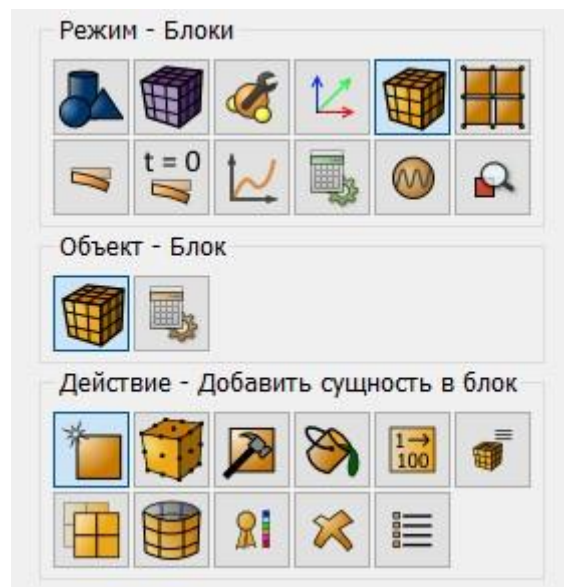 Режим - Блоки
t = 0
Объект - Блок
Действие - Добавить сущность в блок
1→
100